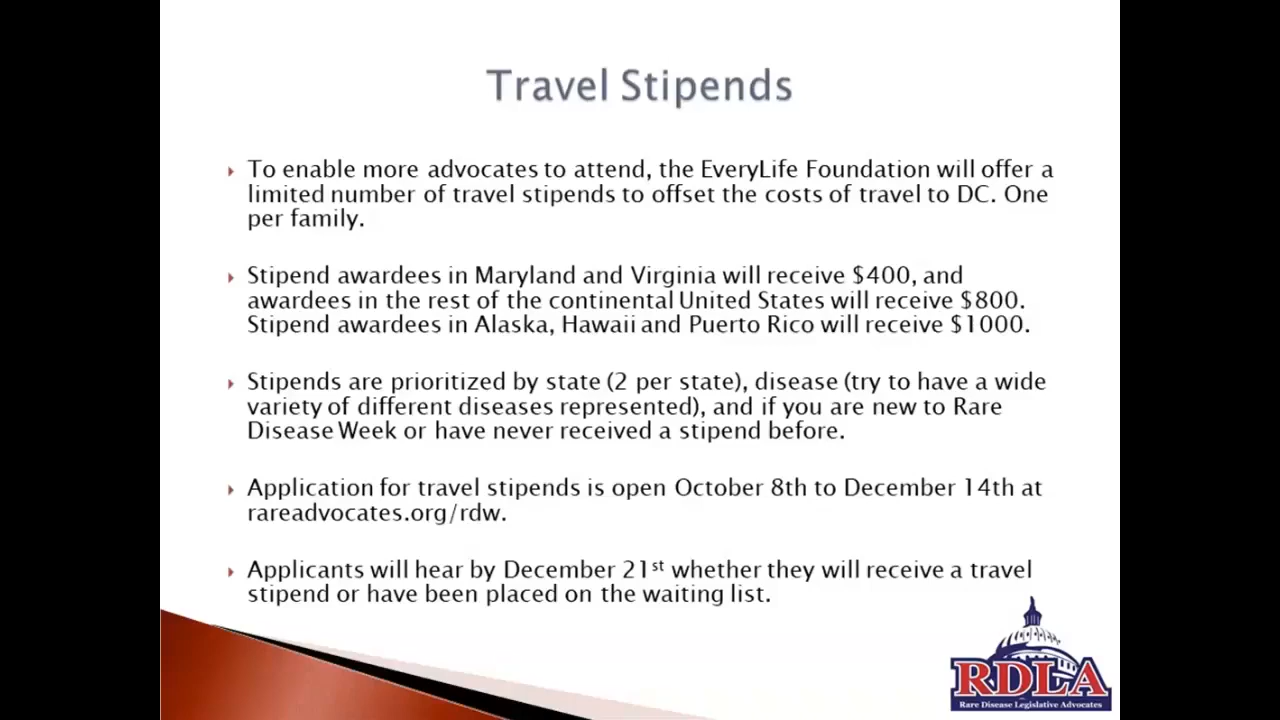 Travel Stipends
To enable more advocates to attend, the EveryLife Foundation will offer a
limited number of travel stipends to offset the costs of travel to DC. One
per family.
Stipend awardees in Maryland and Virginia will receive $400, and
awardees in the rest of the continental United States will receive $800.
Stipend awardees in Alaska, Hawaii and Puerto Rico will receive $1000.
Stipends are prioritized by state (2 per state), disease (try to have a wide
variety of different diseases represented), and if you are new to Rare
Disease Week or have never received a stipend before.
Application for travel stipends is open October 8th to December 14th at
rareadvocates.org/rdw.
Applicants will hear by December 21st whether they will receive a travel
stipend or have been placed on the waiting list.
RDLA
Rare Disease Legislative Advocates